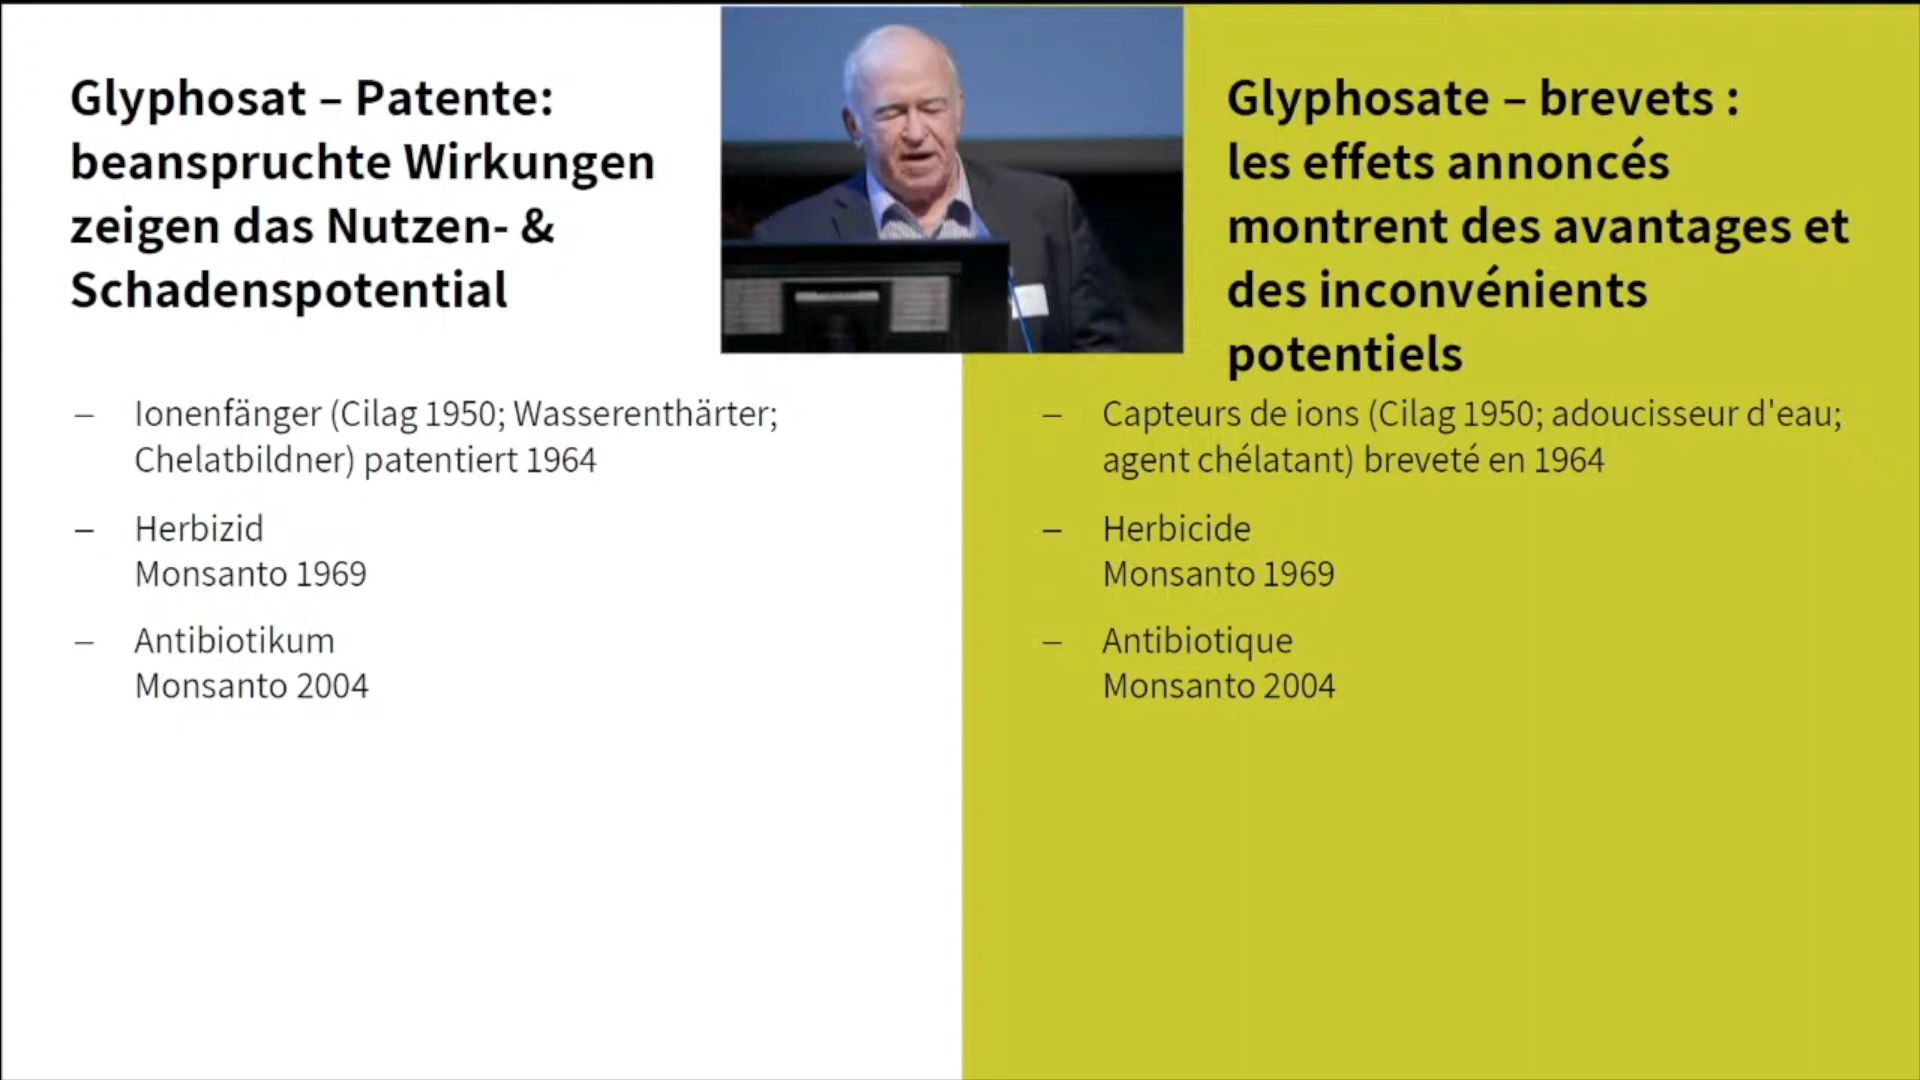 Glyphosat – Patente:
beanspruchte Wirkungen
zeigen das Nutzen- &
Schadenspotential
– Ionenfänger (Cilag 1950; Wasserenthärter;
Chelatbildner) patentiert 1964
– Herbizid
Monsanto 1969
– Antibiotikum
Monsanto 2004
Glyphosate – brevets :
les effets annoncés
montrent des avantages et
des inconvénients
potentiels
– Capteurs de ions (Cilag 1950; adoucisseur d'eau;
agent chélatant) breveté en 1964
– Herbicide
Monsanto 1969
– Antibiotique
Monsanto 2004